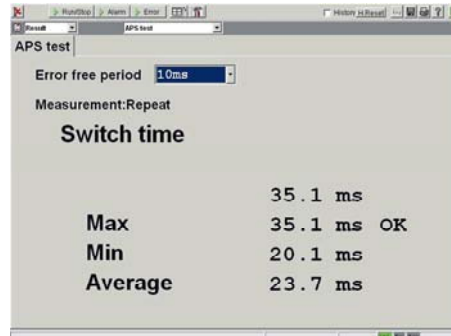 Run/Stop Alarm Error History H.Reset
Result APS test
APS test
Error free period 10ms
Measurement:Repeat
Switch time
35.1 ms
Max 35.1 ms OK
Min 20.1 ms
Average 23.7 ms